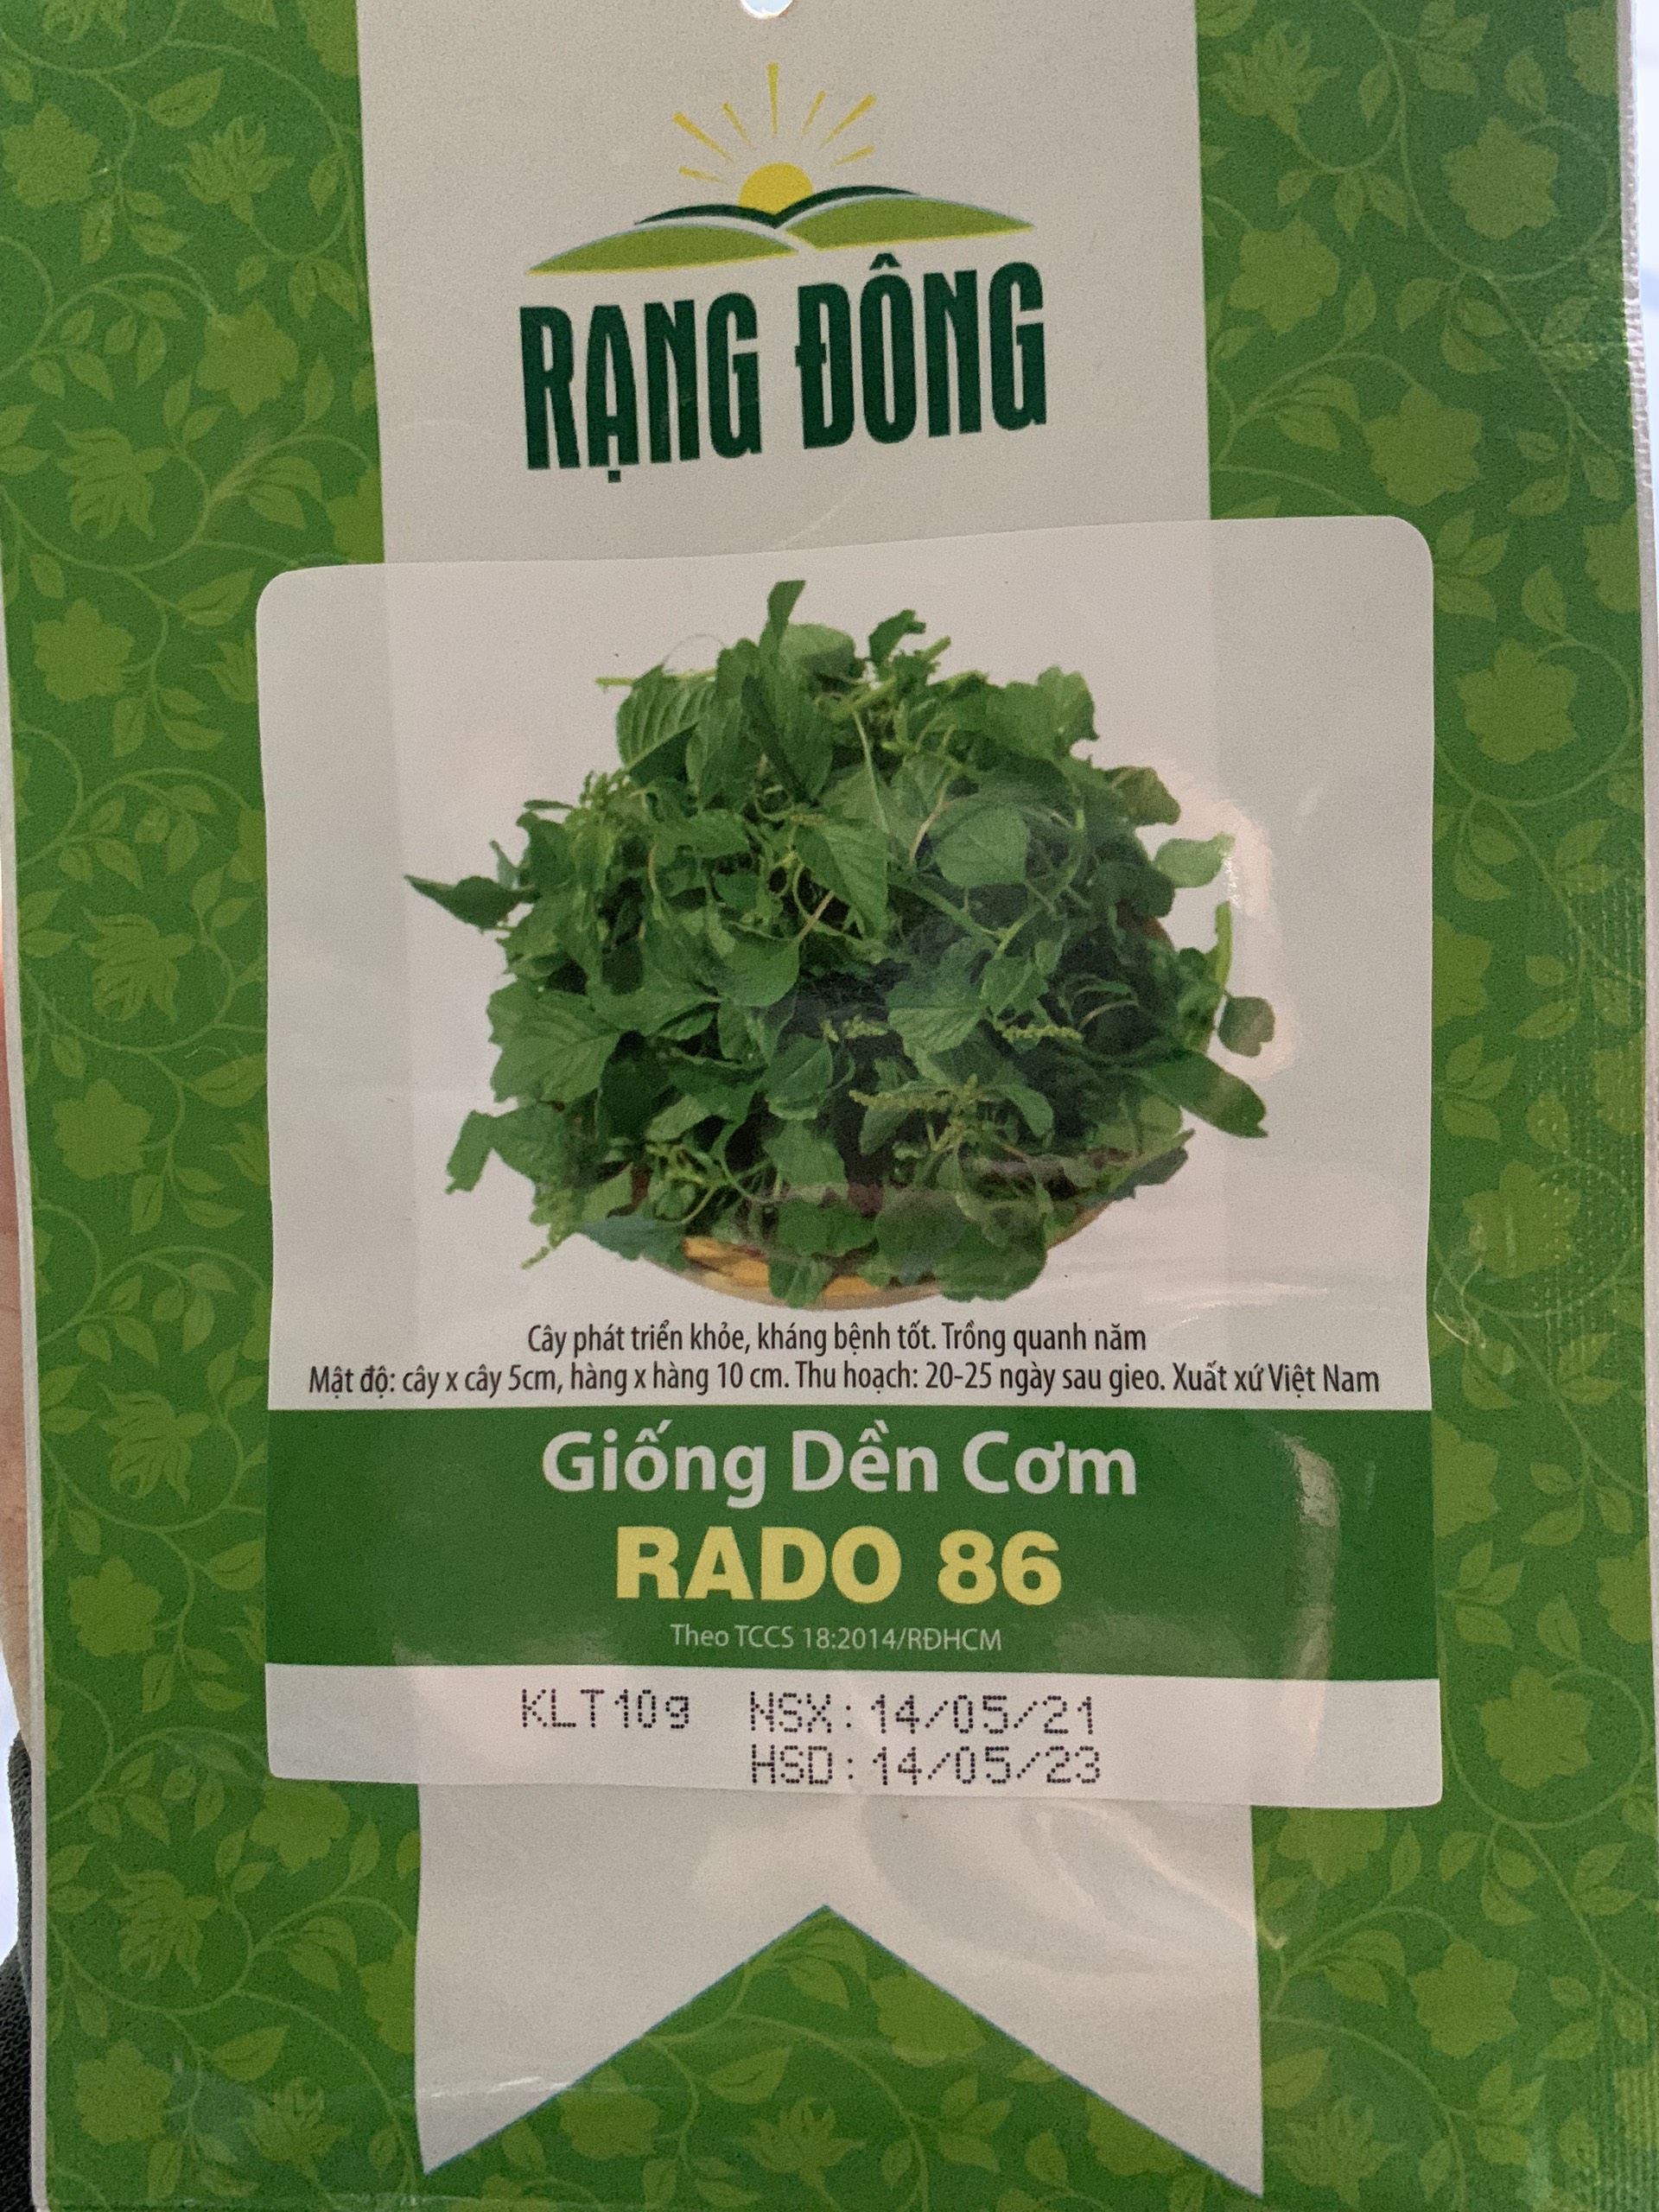 RẠNG ĐÔNG
Cây phát triển khỏe, kháng bệnh tốt. Trồng quanh năm
Mật độ: cây x cây 5cm, hàng x hàng 10 cm. Thu hoạch: 20-25 ngày sau gieo. Xuất xứ Việt Nam
Giống Dền Cơm
RADO 86
Theo TCCS 18:2014/RĐHCM
KLT10g NSX:14/05/21
HSD:14/05/23